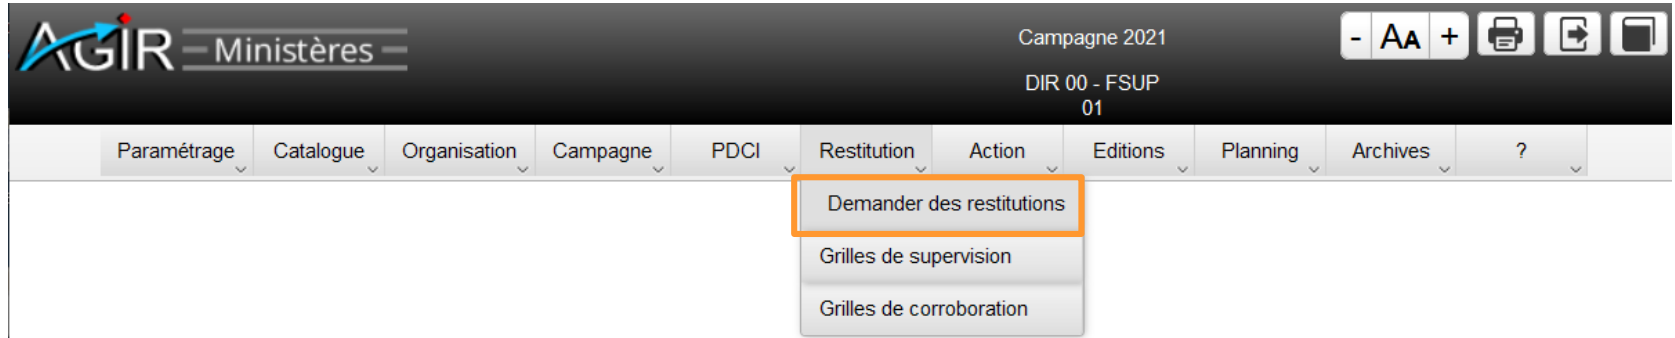 AGIR Ministères
Campagne 2021
DIR 00 - FSUP
01
- AA +
Paramétrage Catalogue Organisation Campagne PDCI Restitution Action Editions Planning Archives ?
Demander des restitutions
Grilles de supervision
Grilles de corroboration